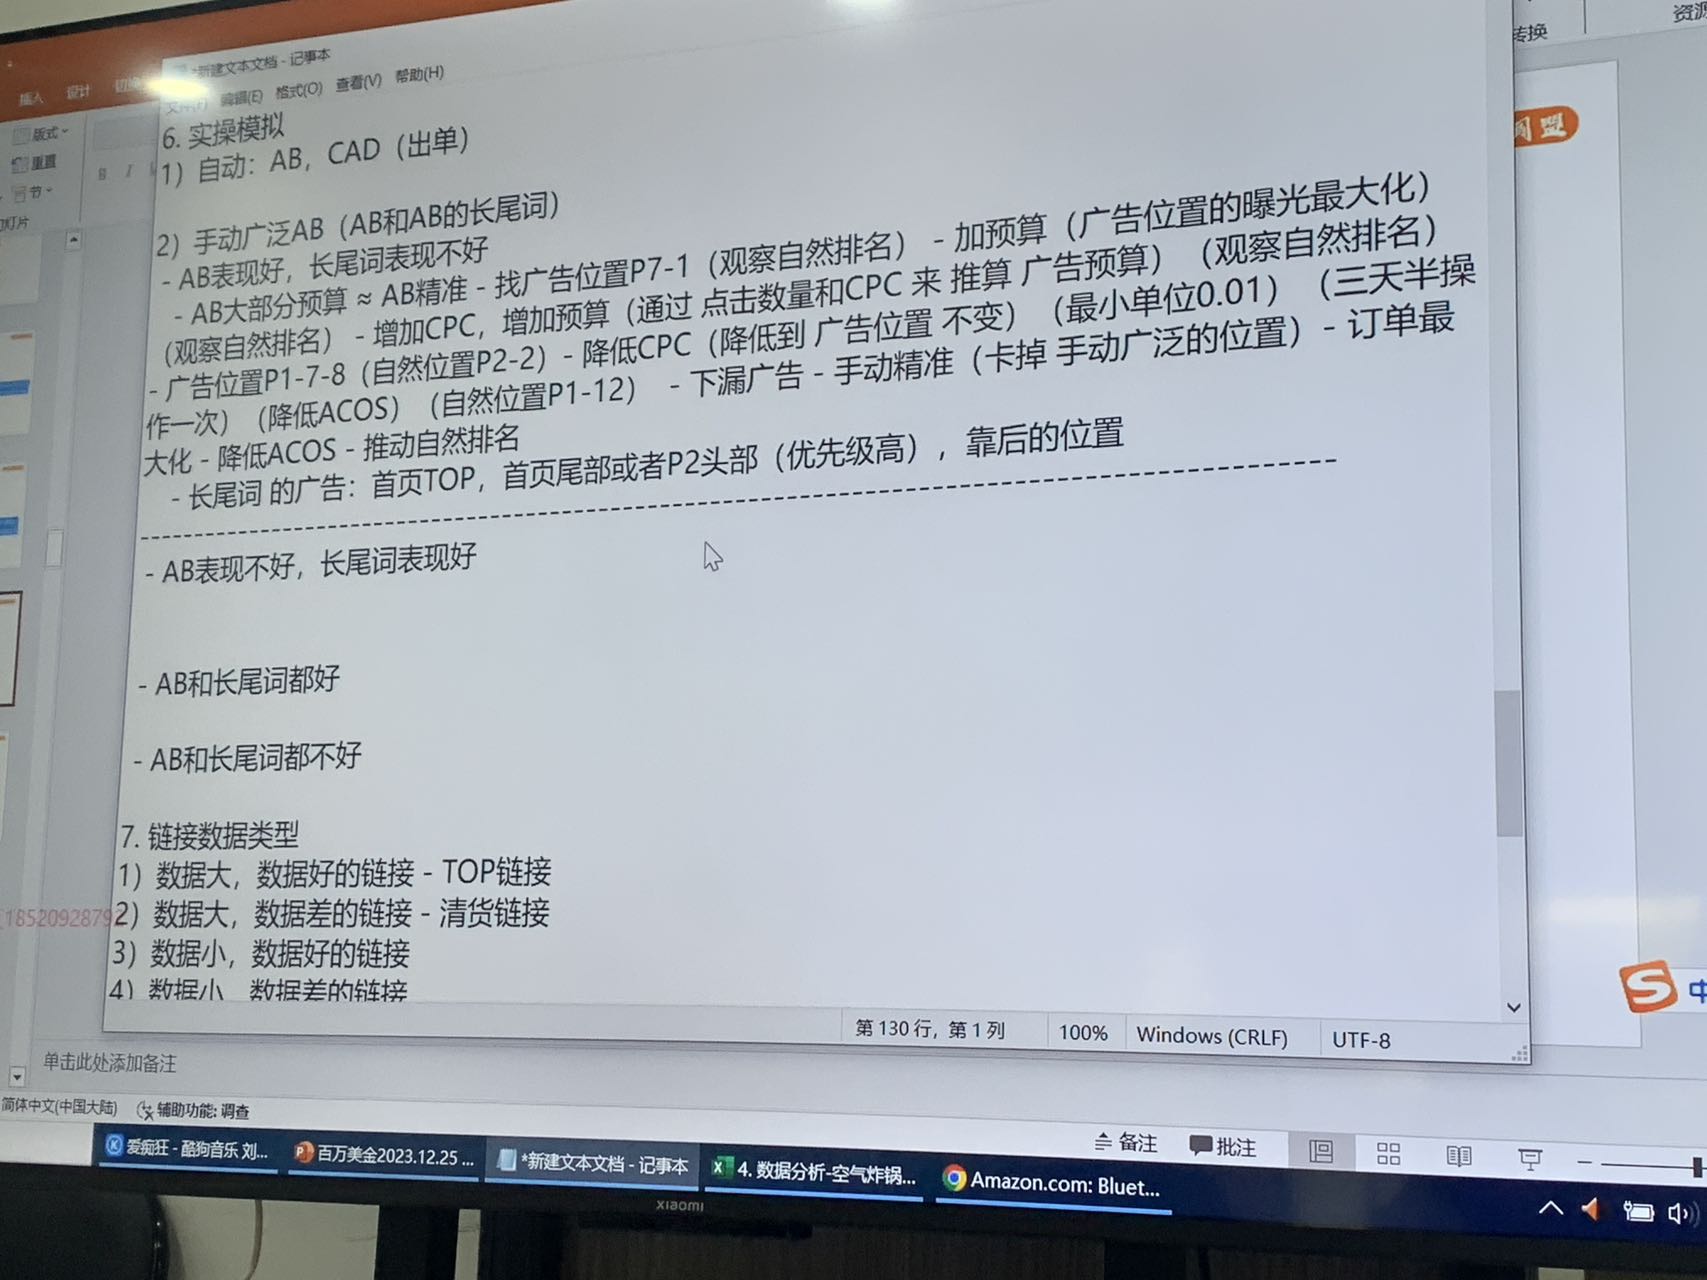 插入 设计 切换
*新建文本文档 - 记事本
文件(F) 编辑(E) 格式(O) 查看(V) 帮助(H)
转换
资源
版式
重置
节
幻灯片
B I
盟
6. 实操模拟
1）自动：AB，CAD（出单）
2）手动广泛AB（AB和AB的长尾词）
- AB表现好，长尾词表现不好
- AB大部分预算 ≈ AB精准 - 找广告位置P7-1（观察自然排名） - 加预算（广告位置的曝光最大化）
（观察自然排名） - 增加CPC，增加预算（通过 点击数量和CPC 来 推算 广告预算）（观察自然排名）
- 广告位置P1-7-8（自然位置P2-2） - 降低CPC（降低到 广告位置 不变）（最小单位0.01）（三天半操
作一次）（降低ACOS）（自然位置P1-12） - 下漏广告 - 手动精准（卡掉 手动广泛的位置） - 订单最
大化 - 降低ACOS - 推动自然排名
- 长尾词 的广告：首页TOP，首页尾部或者P2头部（优先级高），靠后的位置
--------------------------------------------------------------------------------
- AB表现不好，长尾词表现好
- AB和长尾词都好
- AB和长尾词都不好
7. 链接数据类型
1）数据大，数据好的链接 - TOP链接
18520928792
2）数据大，数据差的链接 - 清货链接
3）数据小，数据好的链接
4）数据小，数据差的链接
第 130 行，第 1 列 100% Windows (CRLF) UTF-8
S 中
单击此处添加备注
简体中文(中国大陆) 辅助功能: 调查
备注 批注
爱痴狂 - 酷狗音乐 刘... 百万美金2023.12.25 ... *新建文本文档 - 记事本 4. 数据分析-空气炸锅... Amazon.com: Bluet...
xiaomi